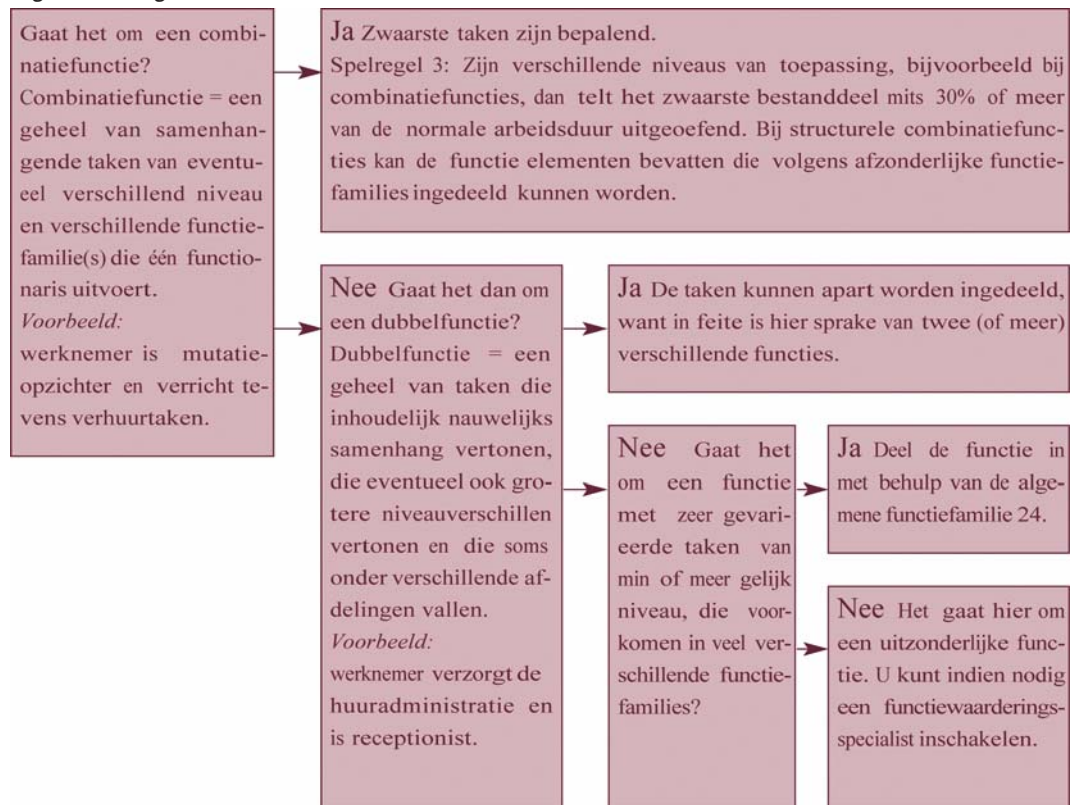 Gaat het om een combi-
natiefunctie?
Combinatiefunctie = een
geheel van samenhan-
gende taken van eventu-
eel verschillend niveau
en verschillende functie-
familie(s) die één functio-
naris uitvoert.
Voorbeeld:
werknemer is mutatie-
opzichter en verricht te-
vens verhuurtaken.
Ja Zwaarste taken zijn bepalend.
Spelregel 3: Zijn verschillende niveaus van toepassing, bijvoorbeeld bij
combinatiefuncties, dan telt het zwaarste bestanddeel mits 30% of meer
van de normale arbeidsduur uitgeoefend. Bij structurele combinatiefunc-
ties kan de functie elementen bevatten die volgens afzonderlijke functie-
families ingedeeld kunnen worden.
Nee Gaat het dan om
een dubbelfunctie?
Dubbelfunctie = een
geheel van taken die
inhoudelijk nauwelijks
samenhang vertonen,
die eventueel ook gro-
tere niveauverschillen
vertonen en die soms
onder verschillende af-
delingen vallen.
Voorbeeld:
werknemer verzorgt de
huuradministratie en
is receptionist.
Ja De taken kunnen apart worden ingedeeld,
want in feite is hier sprake van twee (of meer)
verschillende functies.
Nee Gaat het
om een functie
met zeer gevari-
eerde taken van
min of meer gelijk
niveau, die voor-
komen in veel ver-
schillende functie-
families?
Ja Deel de functie in
met behulp van de alge-
mene functiefamilie 24.
Nee Het gaat hier om
een uitzonderlijke func-
tie. U kunt indien nodig
een functiewaarderings-
specialist inschakelen.